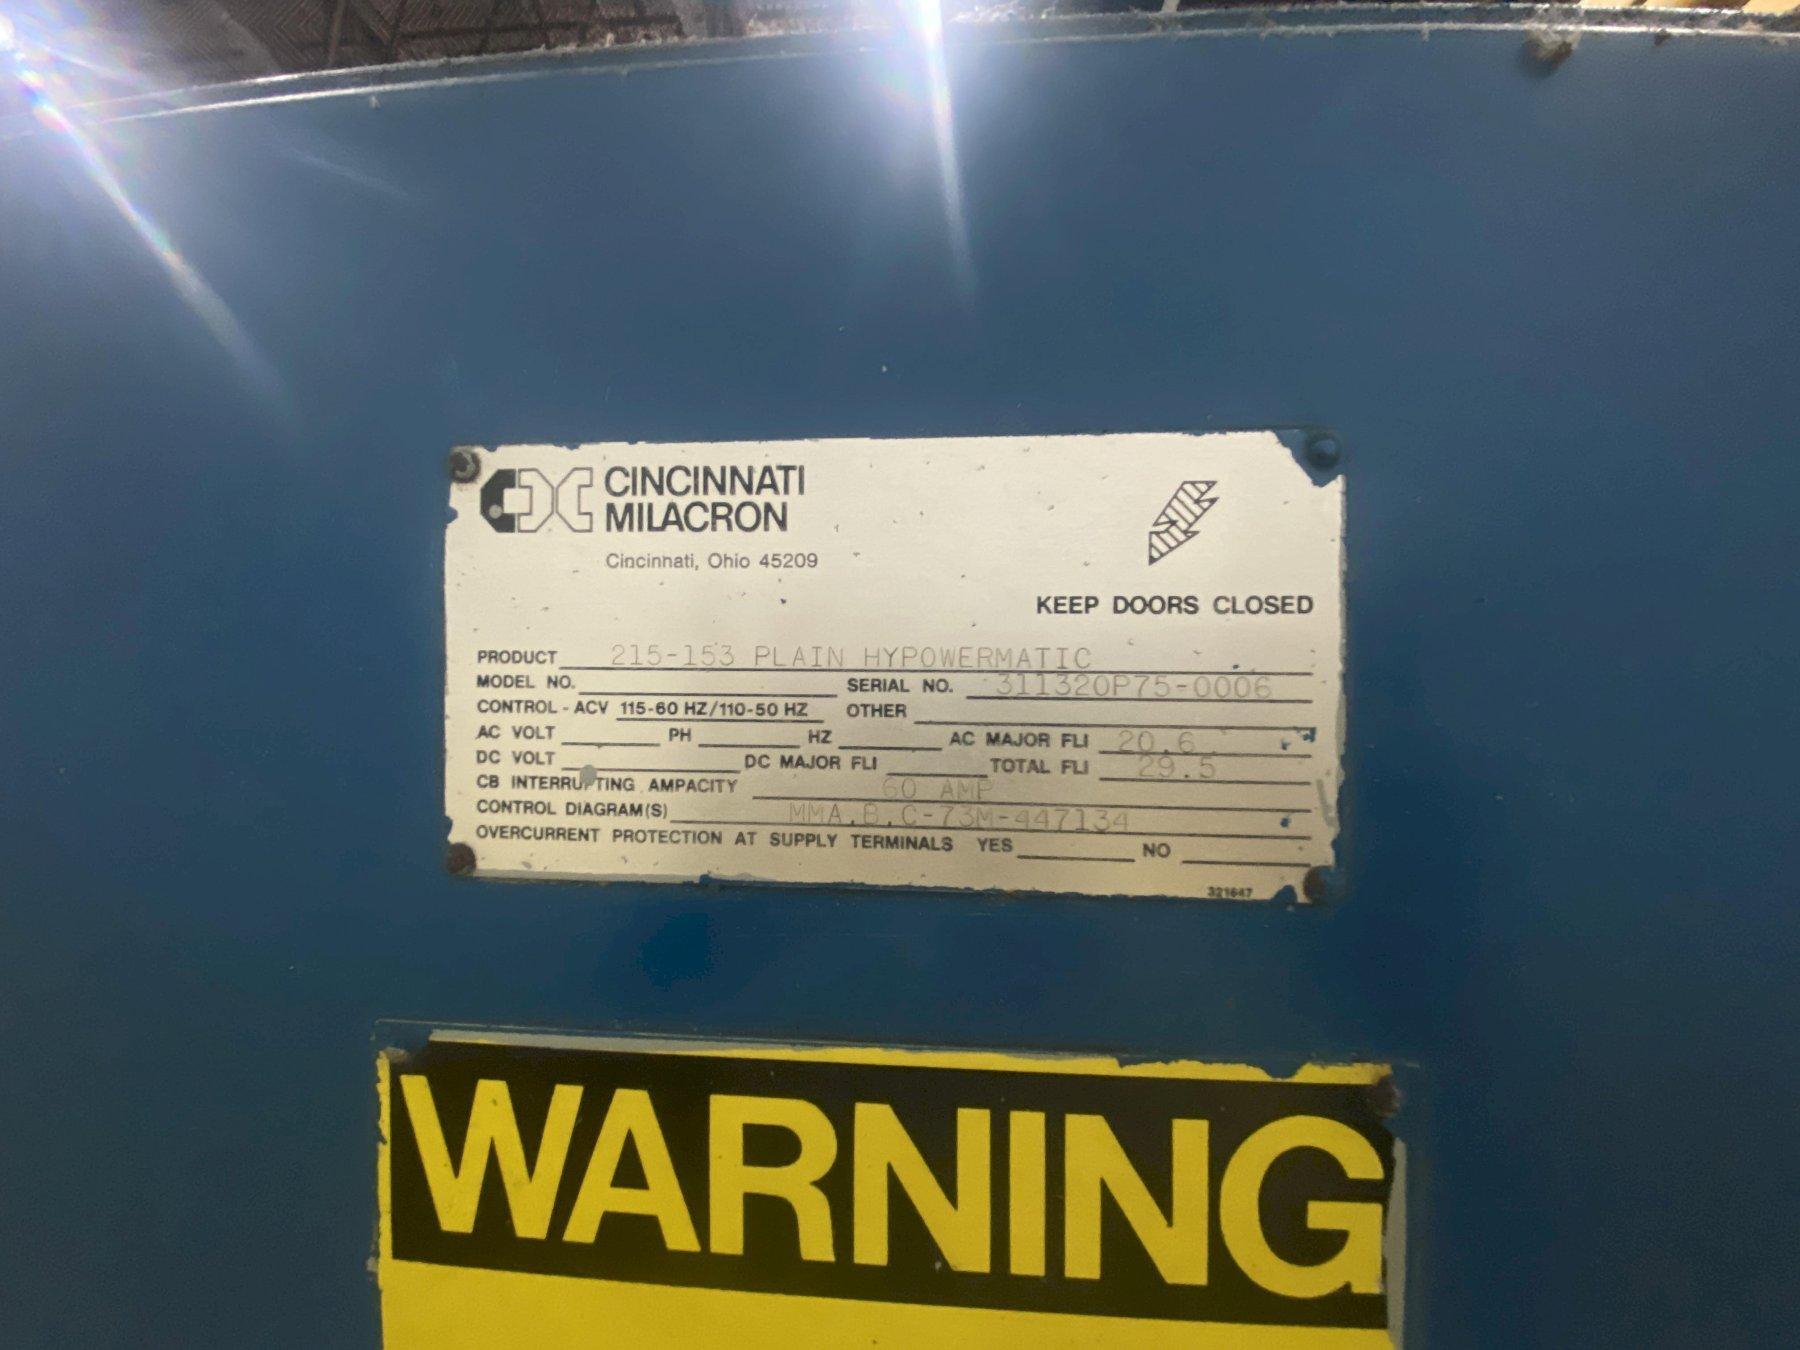 CINCINNATI
MILACRON
Cincinnati, Ohio 45209
KEEP DOORS CLOSED
PRODUCT 215-153 PLAIN HYPOWERMATIC
MODEL NO. SERIAL NO. 311320P75-0006
CONTROL - ACV 115-60 HZ/110-50 HZ OTHER
AC VOLT PH HZ AC MAJOR FLI 20.6
DC VOLT DC MAJOR FLI TOTAL FLI 29.5
CB INTERRUPTING AMPACITY 60 AMP
CONTROL DIAGRAM(S) MMA.B.C-73M-447134
OVERCURRENT PROTECTION AT SUPPLY TERMINALS YES NO
321647
WARNING